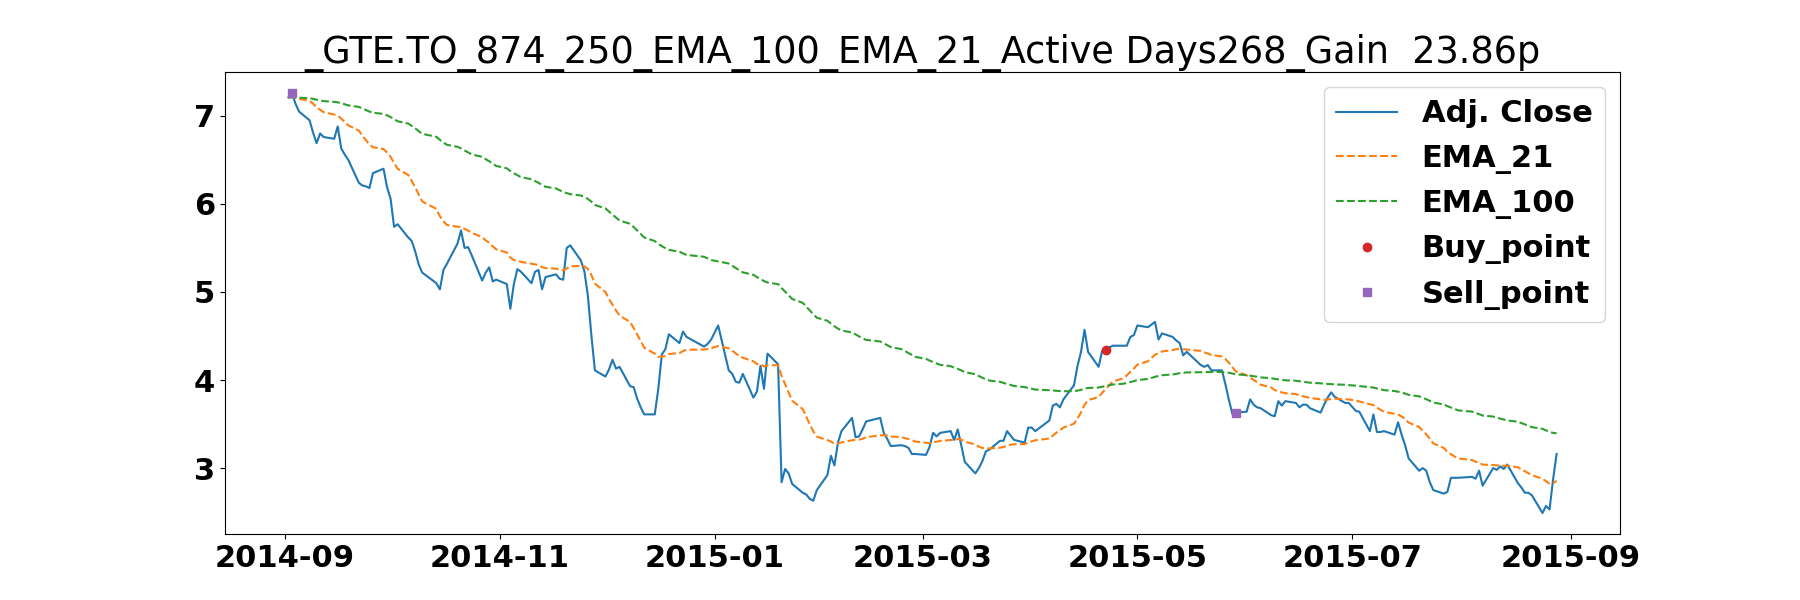 _GTE.TO_874_250_EMA_100_EMA_21_Active Days268_Gain  23.86p
Adj. Close
EMA_21
EMA_100
Buy_point
Sell_point
7
6
5
4
3
2014-09 2014-11 2015-01 2015-03 2015-05 2015-07 2015-09